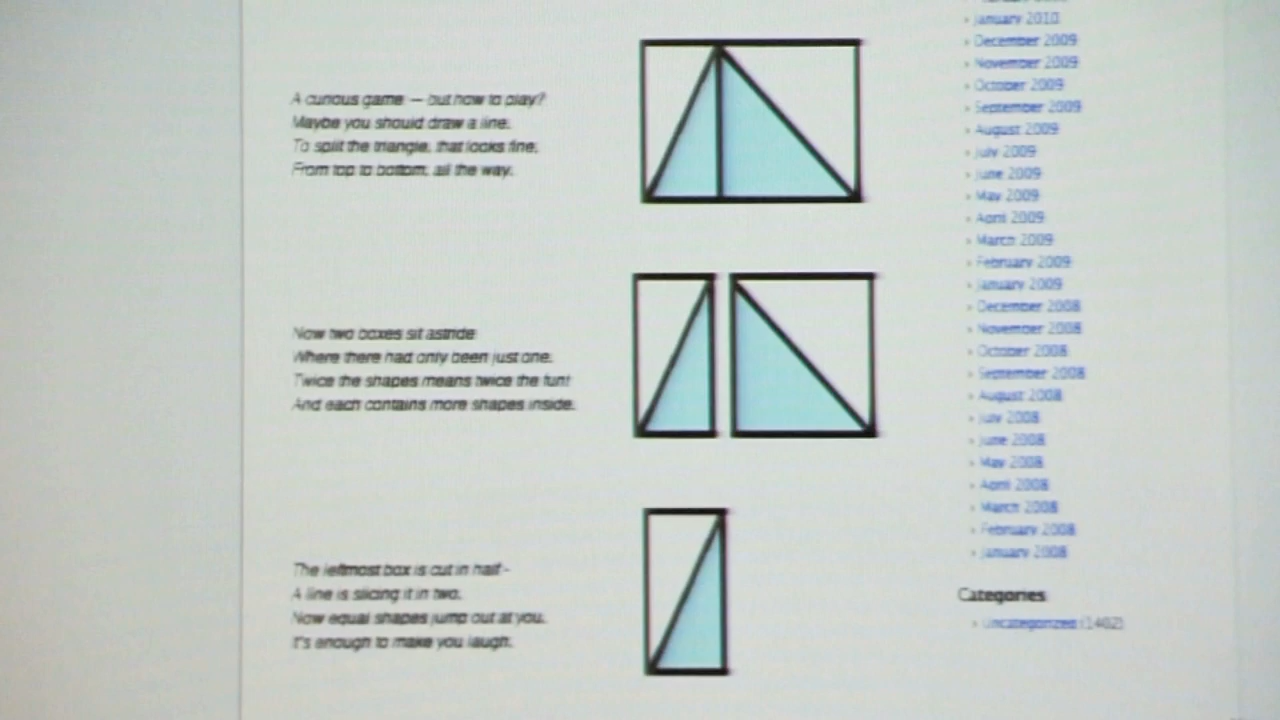 A curious game — but how to play?
Maybe you should draw a line.
To split the triangle, that looks fine,
From top to bottom, all the way.
Now two boxes sit astride
Where there had only been just one.
Twice the shapes means twice the fun!
And each contains more shapes inside.
The leftmost box is cut in half -
A line is slicing it in two.
Now equal shapes jump out at you.
It's enough to make you laugh.
January 2010
December 2009
November 2009
October 2009
September 2009
August 2009
July 2009
June 2009
May 2009
April 2009
March 2009
February 2009
January 2009
December 2008
November 2008
October 2008
September 2008
August 2008
July 2008
June 2008
May 2008
April 2008
March 2008
February 2008
January 2008
Categories
Uncategorized (1402)